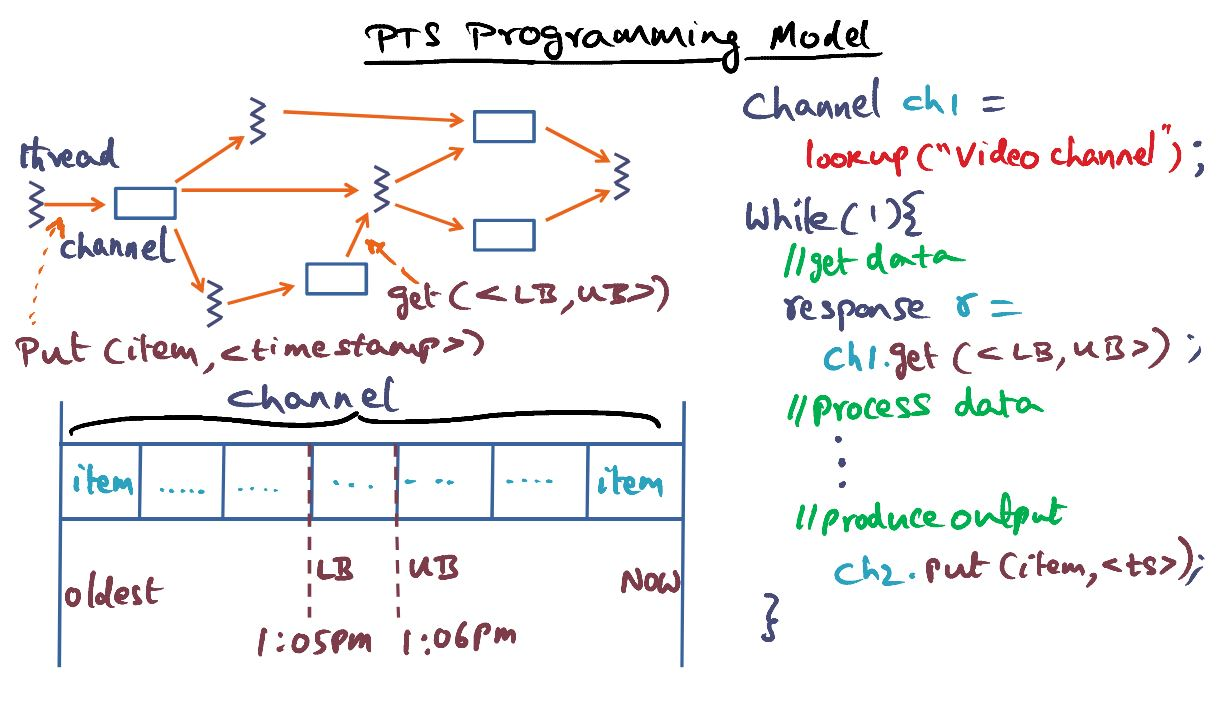 PTS Programming Model
thread
channel
get (<LB,UB>)
Put (item, <timestamp>)
channel
item ..... .... .... .... .... item
LB UB
oldest Now
1:05pm 1:06pm
Channel ch1 =
lookup ("Video channel");
While (1){
//get data
response r =
ch1.get (<LB,UB>);
//Process data
//produce output
ch2.put (item,<ts>);
}